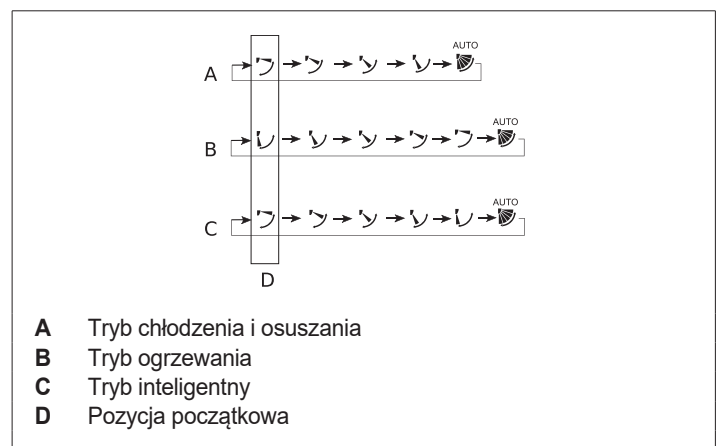 AUTO
A
AUTO
B
AUTO
C
D
A Tryb chłodzenia i osuszania
B Tryb ogrzewania
C Tryb inteligentny
D Pozycja początkowa